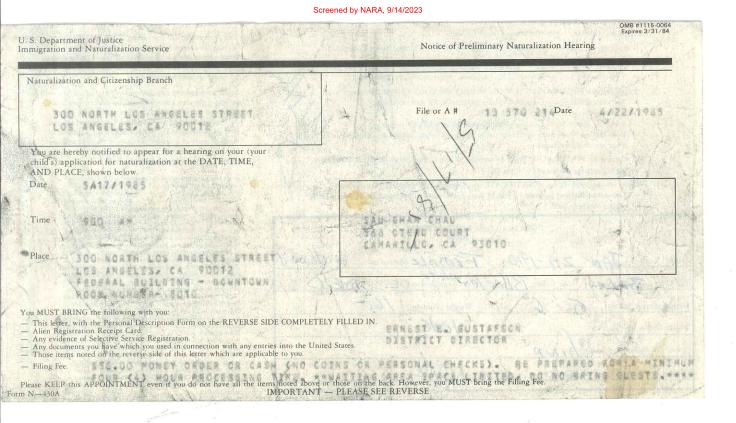 Screened by NARA, 9/14/2023
OMB #1115-0064
Expires 3/31/84
U. S. Department of Justice
Immigration and Naturalization Service
Notice of Preliminary Naturalization Hearing
Naturalization and Citizenship Branch
300 NORTH LOS ANGELES STREET
LOS ANGELES, CA 90012
File or A # 13 570 214 Date 4/22/1985
You are hereby notified to appear for a hearing on your (your
child's) application for naturalization at the DATE, TIME,
AND PLACE, shown below.
Date 5/17/1985
Time 900 AM
SAU CHAN CHAU
OTERO COURT
CAMARILLO, CA 93010
Place 300 NORTH LOS ANGELES STREET
LOS ANGELES, CA 90012
FEDERAL BUILDING - DOWNTOWN
ROOM NUMBER- 5010
You MUST BRING the following with you:
— This letter, with the Personal Description Form on the REVERSE SIDE COMPLETELY FILLED IN.
— Alien Registration Receipt Card.
— Any evidence of Selective Service Registration.
— Any documents you have which you used in connection with any entries into the United States.
— Those items noted on the reverse side of this letter which are applicable to you.
ERNEST E. GUSTAFSON
DISTRICT DIRECTOR
— Filing Fee. $50.00 MONEY ORDER OR CASH (NO COINS OR PERSONAL CHECKS). BE PREPARED FOR A MINIMUM
FOUR (4) HOUR PROCESSING TIME. **WAITING AREA SPACE LIMITED, DO NO BRING GUESTS.****
Please KEEP this APPOINTMENT even if you do not have all the items noted above or those on the back. However, you MUST bring the Filling Fee.
Form N—430A
IMPORTANT — PLEASE SEE REVERSE